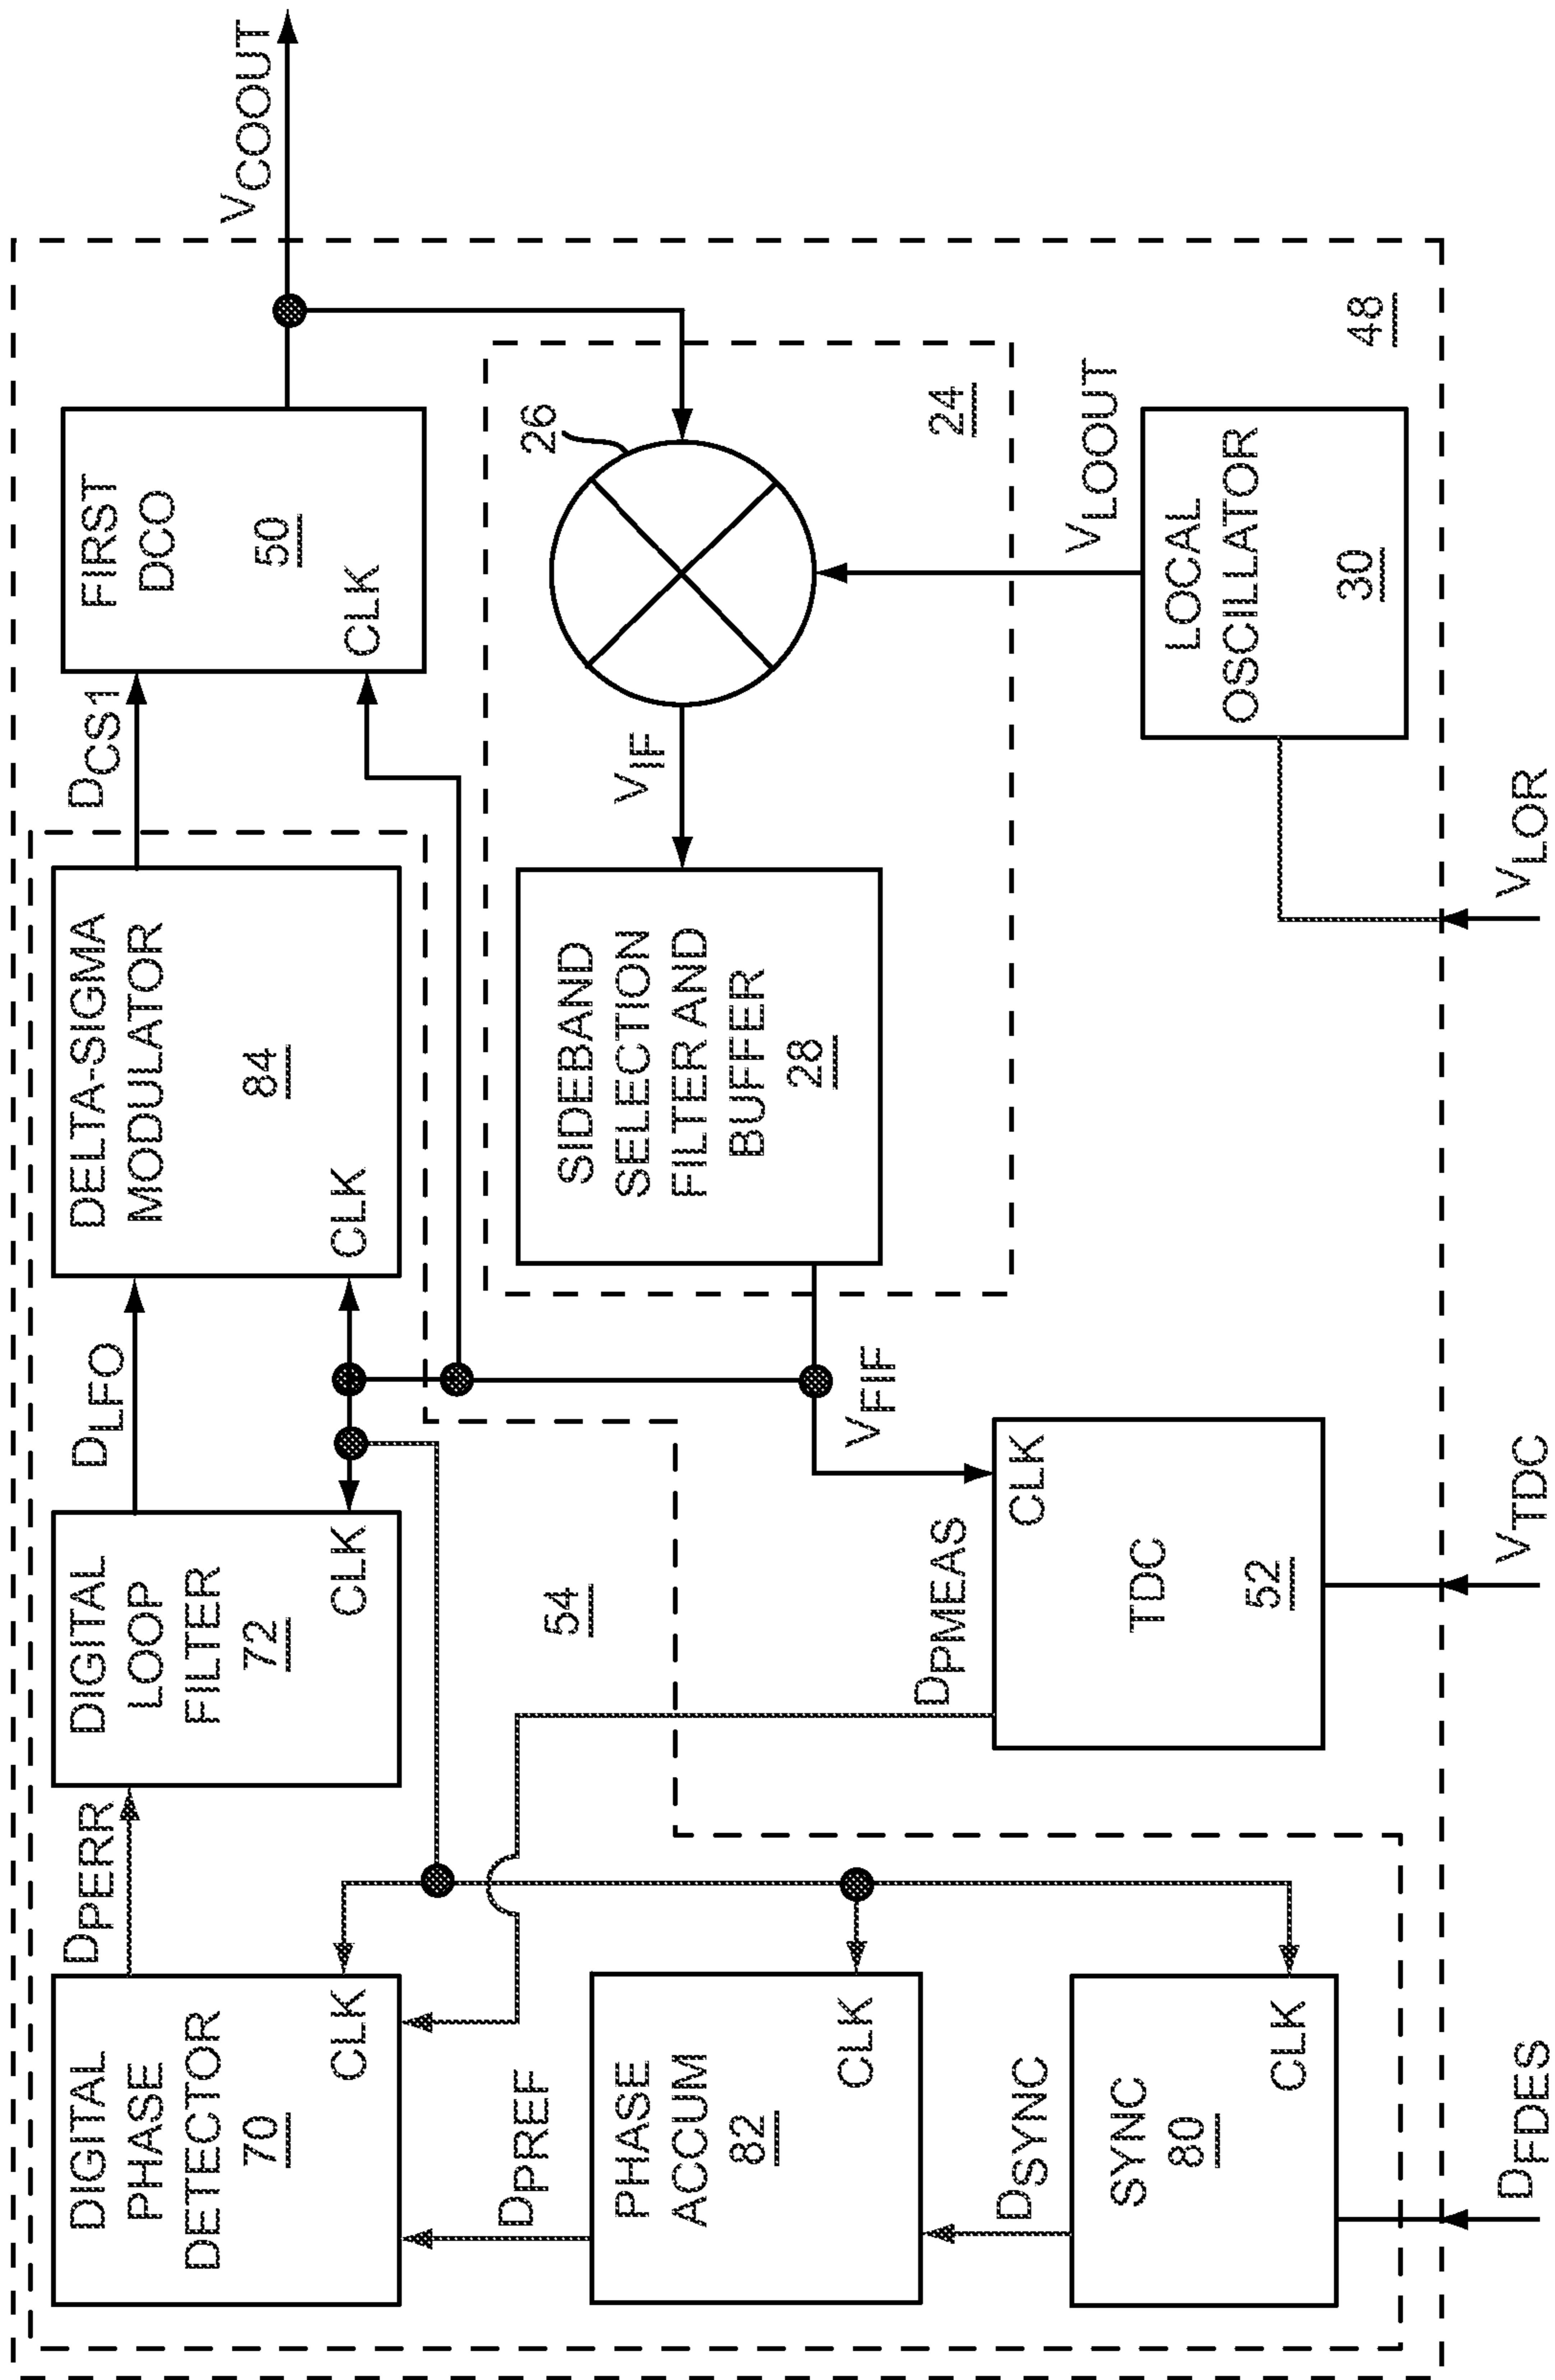 DIGITAL
PHASE
DETECTOR
70
CLK
DPERR
DIGITAL
LOOP
FILTER
72
CLK
DLFO
DELTA-SIGMA
MODULATOR
84
CLK
DCS1
FIRST
DCO
50
CLK
VCOOUT
DPREF
PHASE
ACCUM
82
CLK
DSYNC
SYNC
80
CLK
DFDES
54
DPMEAS
CLK
TDC
52
VTDC
VFIF
SIDEBAND
SELECTION
FILTER AND
BUFFER
28
VIF
26
24
VLOOUT
LOCAL
OSCILLATOR
30
VLOR
48